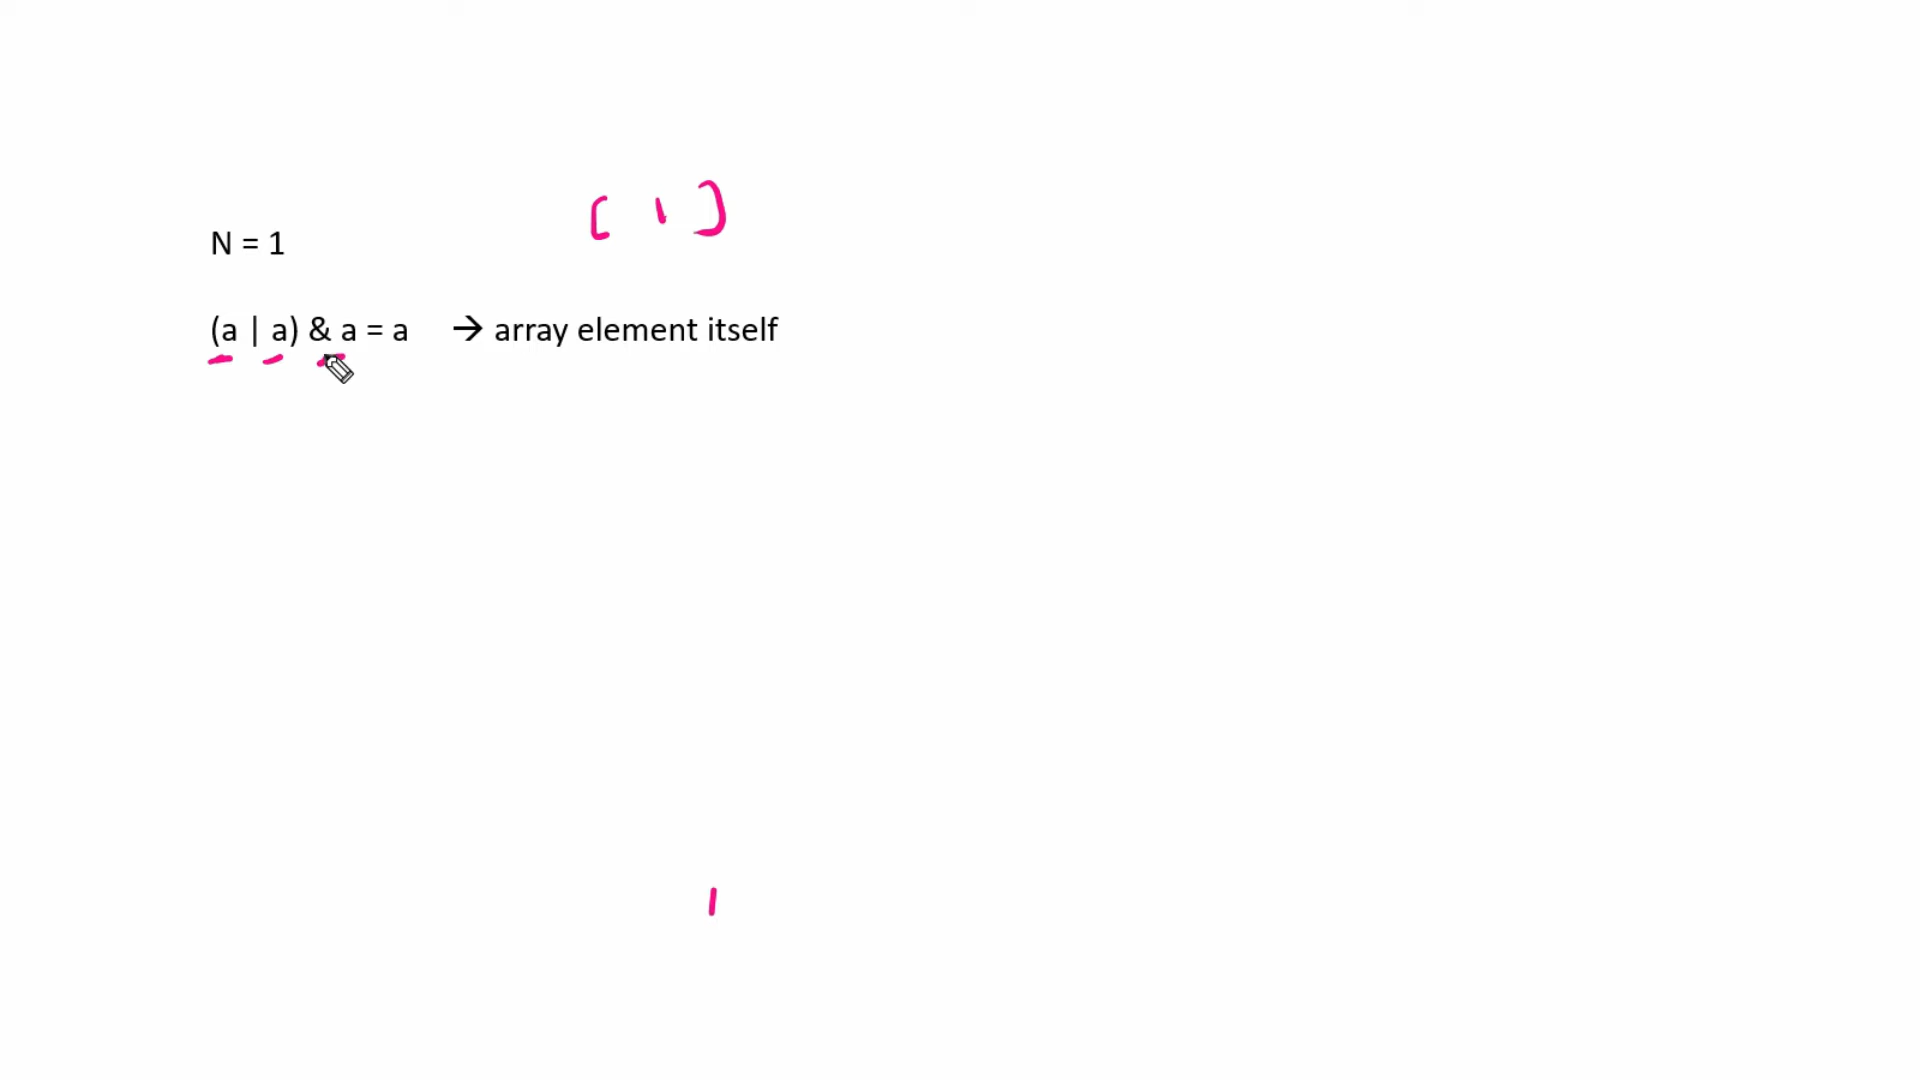 [ 1 ]
N = 1
(a | a) & a = a → array element itself
1